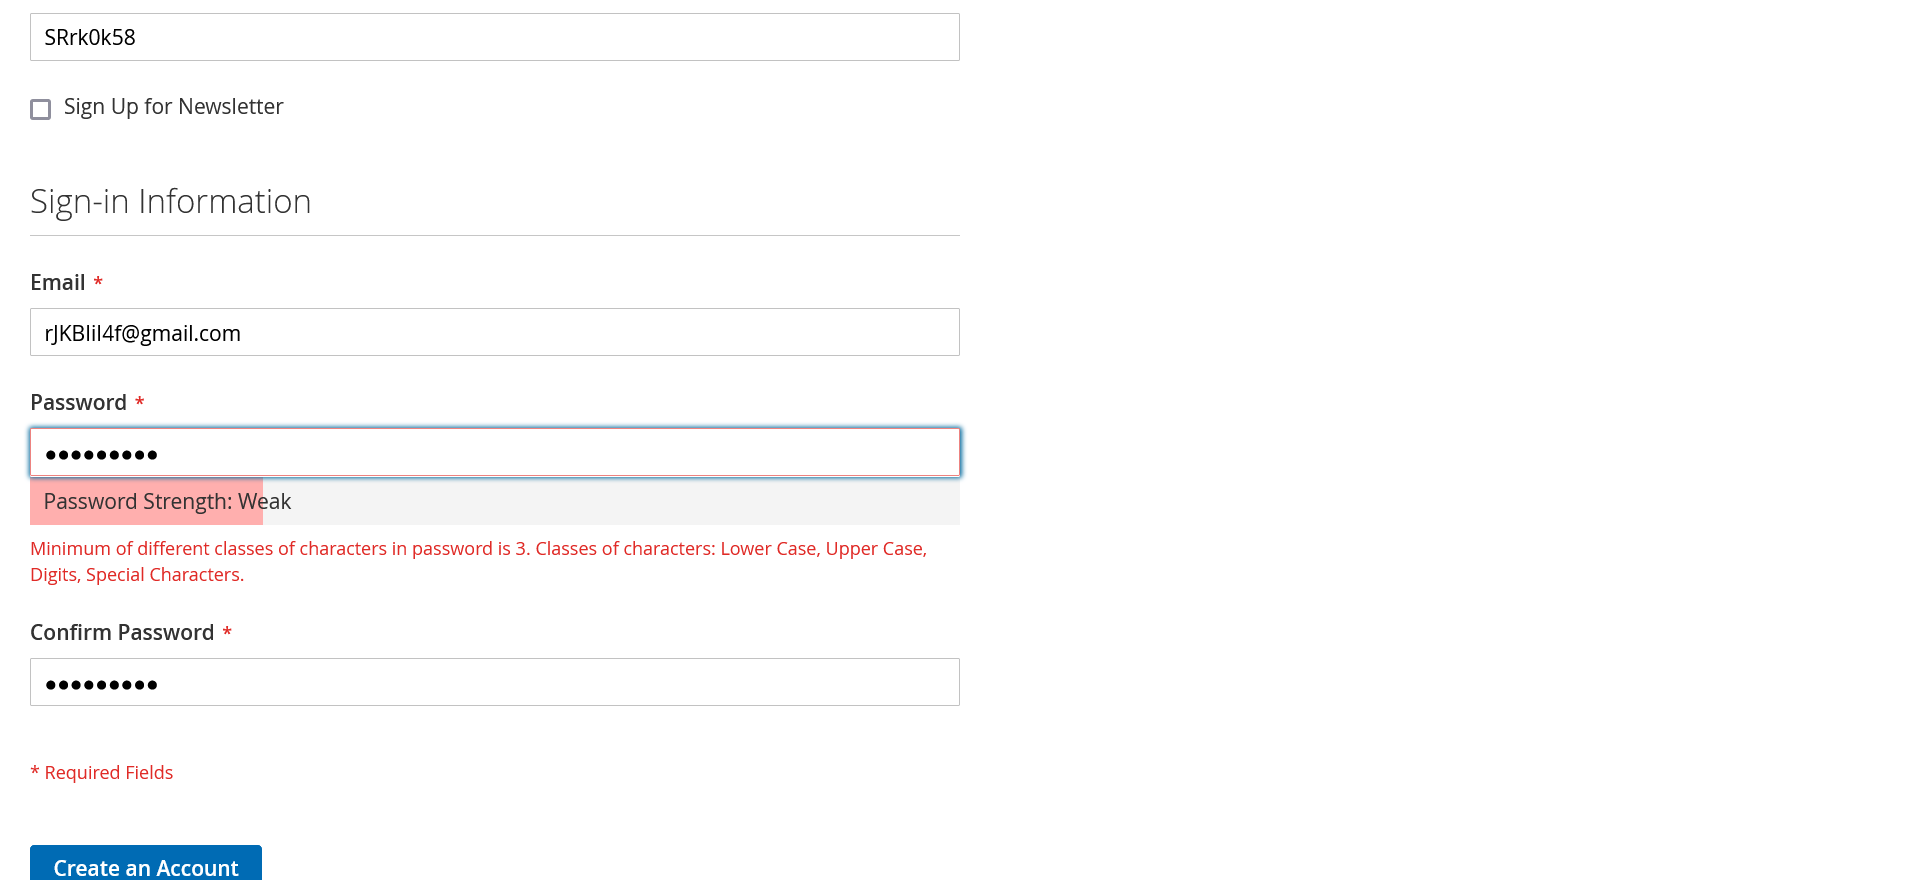 SRrk0k58
Sign Up for Newsletter
Sign-in Information
Email *
rJKBlil4f@gmail.com
Password *
•••••••••
Password Strength: Weak
Minimum of different classes of characters in password is 3. Classes of characters: Lower Case, Upper Case,
Digits, Special Characters.
Confirm Password *
•••••••••
* Required Fields
Create an Account